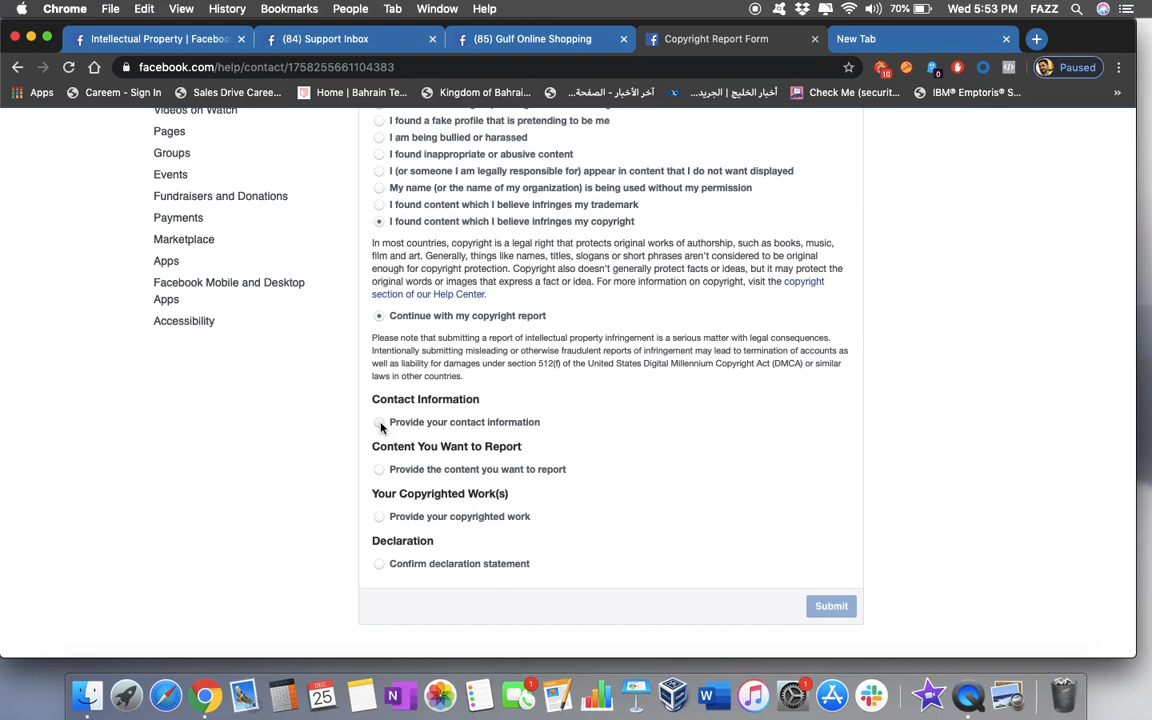 Chrome File Edit View History Bookmarks People Tab Window Help 70% Wed 5:53 PM FAZZ
Intellectual Property | Faceboo (84) Support Inbox (85) Gulf Online Shopping Copyright Report Form New Tab
facebook.com/help/contact/1758255661104383 10 0 Paused
Apps Careem - Sign In Sales Drive Caree... Home | Bahrain Te... Kingdom of Bahrai... آخر الأخبار - الصفحة... أخبار الخليج | الجريد... Check Me (securit... IBM® Emptoris® S... »
Videos on Watch
Pages
Groups
Events
Fundraisers and Donations
Payments
Marketplace
Apps
Facebook Mobile and Desktop
Apps
Accessibility
I found a fake profile that is pretending to be me
I am being bullied or harassed
I found inappropriate or abusive content
I (or someone I am legally responsible for) appear in content that I do not want displayed
My name (or the name of my organization) is being used without my permission
I found content which I believe infringes my trademark
I found content which I believe infringes my copyright
In most countries, copyright is a legal right that protects original works of authorship, such as books, music,
film and art. Generally, things like names, titles, slogans or short phrases aren't considered to be original
enough for copyright protection. Copyright also doesn't generally protect facts or ideas, but it may protect the
original words or images that express a fact or idea. For more information on copyright, visit the copyright
section of our Help Center.
Continue with my copyright report
Please note that submitting a report of intellectual property infringement is a serious matter with legal consequences.
Intentionally submitting misleading or otherwise fraudulent reports of infringement may lead to termination of accounts as
well as liability for damages under section 512(f) of the United States Digital Millennium Copyright Act (DMCA) or similar
laws in other countries.
Contact Information
Provide your contact information
Content You Want to Report
Provide the content you want to report
Your Copyrighted Work(s)
Provide your copyrighted work
Declaration
Confirm declaration statement
Submit
DEC
25
N
1
W
1